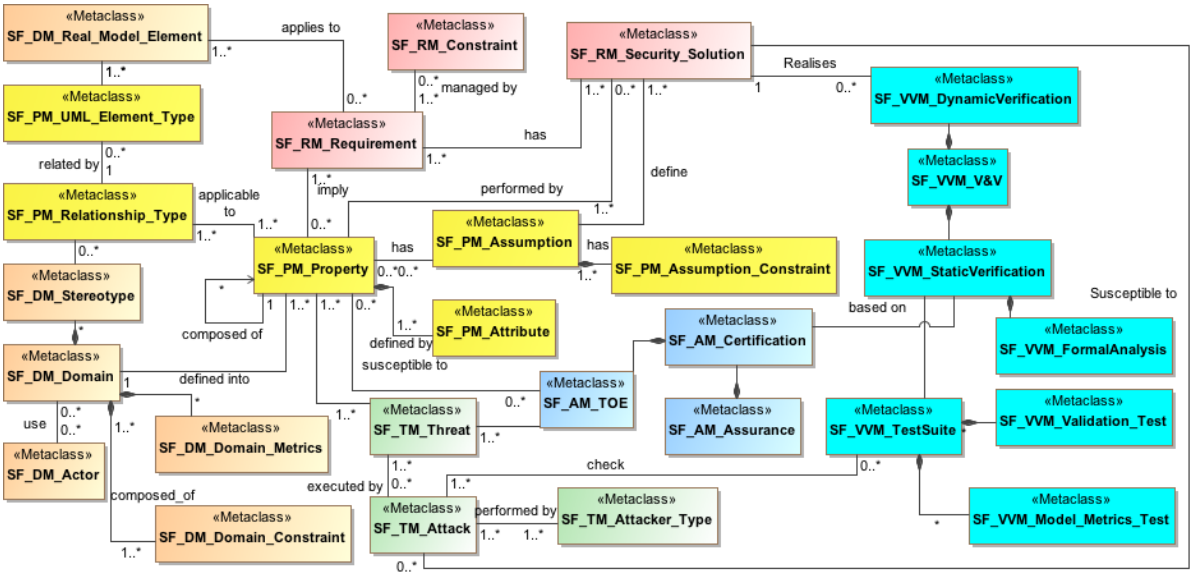 «Metaclass»
SF_DM_Real_Model_Element
1..*
applies to
0..*
1..*
«Metaclass»
SF_RM_Constraint
0..*
managed by
1..*
«Metaclass»
SF_RM_Security_Solution
1..*
0..*
1..*
1
Realises
0..*
«Metaclass»
SF_VVM_DynamicVerification
«Metaclass»
SF_PM_UML_Element_Type
0..*
related by
1
«Metaclass»
SF_RM_Requirement
1..*
has
1..*
imply
0..*
«Metaclass»
SF_VVM_V&V
«Metaclass»
SF_PM_Relationship_Type
applicable
to
1..*
1..*
0..*
performed by
1..*
define
«Metaclass»
SF_PM_Property
has
0..*
0..*
«Metaclass»
SF_PM_Assumption
has
1..*
«Metaclass»
SF_PM_Assumption_Constraint
«Metaclass»
SF_VVM_StaticVerification
based on
Susceptible to
«Metaclass»
SF_DM_Stereotype
*
*
composed of
1
1..*
1..*
1..*
0..*
1..*
defined by
«Metaclass»
SF_PM_Attribute
susceptible to
«Metaclass»
SF_AM_Certification
«Metaclass»
SF_VVM_FormalAnalysis
«Metaclass»
SF_DM_Domain
1
defined into
*
use
0..*
0..*
1..*
«Metaclass»
SF_DM_Actor
«Metaclass»
SF_DM_Domain_Metrics
composed_of
1..*
«Metaclass»
SF_DM_Domain_Constraint
0..*
«Metaclass»
SF_AM_TOE
1..*
1..*
«Metaclass»
SF_TM_Threat
«Metaclass»
SF_AM_Assurance
«Metaclass»
SF_VVM_TestSuite
*
«Metaclass»
SF_VVM_Validation_Test
1..*
executed by
0..*
check
1..*
0..*
«Metaclass»
SF_TM_Attack
performed by
1..*
1..*
«Metaclass»
SF_TM_Attacker_Type
*
«Metaclass»
SF_VVM_Model_Metrics_Test
0..*